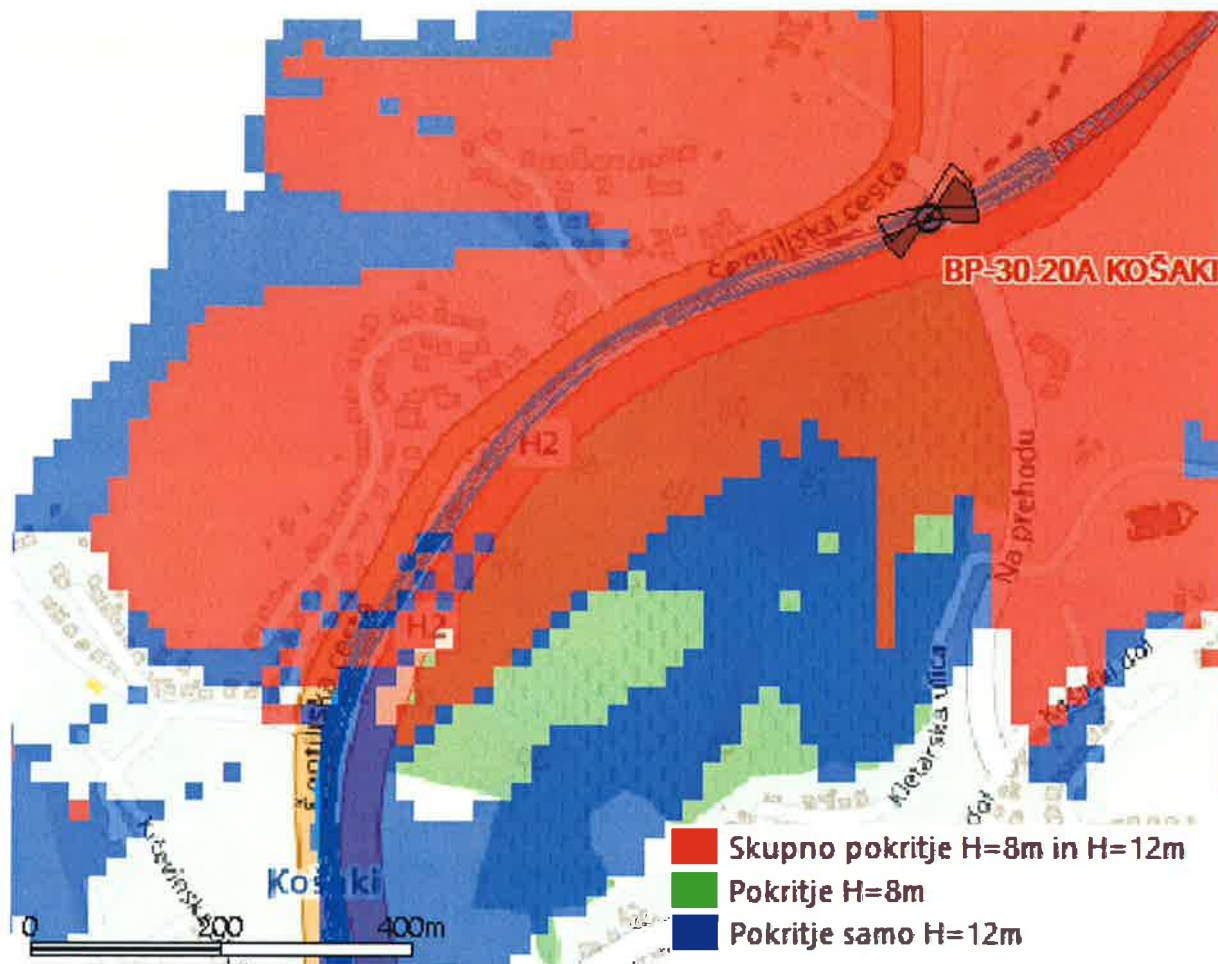 Šentiljska cesta
BP-30.20A KOŠAKI
H2
Na prehodu
H2
Kletarska ulica
Košaki
0 200 400m
Skupno pokritje H=8m in H=12m
Pokritje H=8m
Pokritje samo H=12m